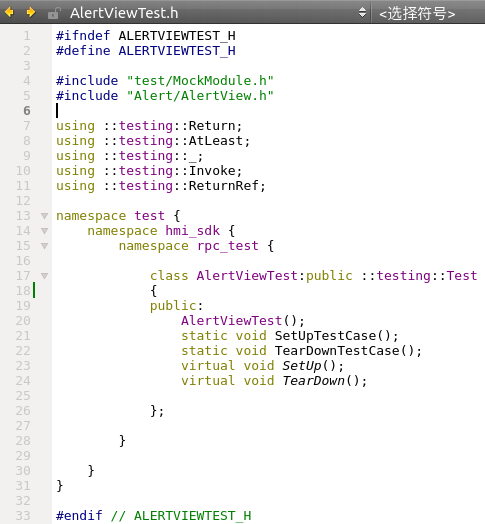 AlertViewTest.h <选择符号>
1 #ifndef ALERTVIEWTEST_H
2 #define ALERTVIEWTEST_H
3
4 #include "test/MockModule.h"
5 #include "Alert/AlertView.h"
6
7 using ::testing::Return;
8 using ::testing::AtLeast;
9 using ::testing::_;
10 using ::testing::Invoke;
11 using ::testing::ReturnRef;
12
13 namespace test {
14     namespace hmi_sdk {
15         namespace rpc_test {
16
17             class AlertViewTest:public ::testing::Test
18             {
19             public:
20                 AlertViewTest();
21                 static void SetUpTestCase();
22                 static void TearDownTestCase();
23                 virtual void SetUp();
24                 virtual void TearDown();
25
26             };
27
28         }
29
30     }
31 }
32
33 #endif // ALERTVIEWTEST_H